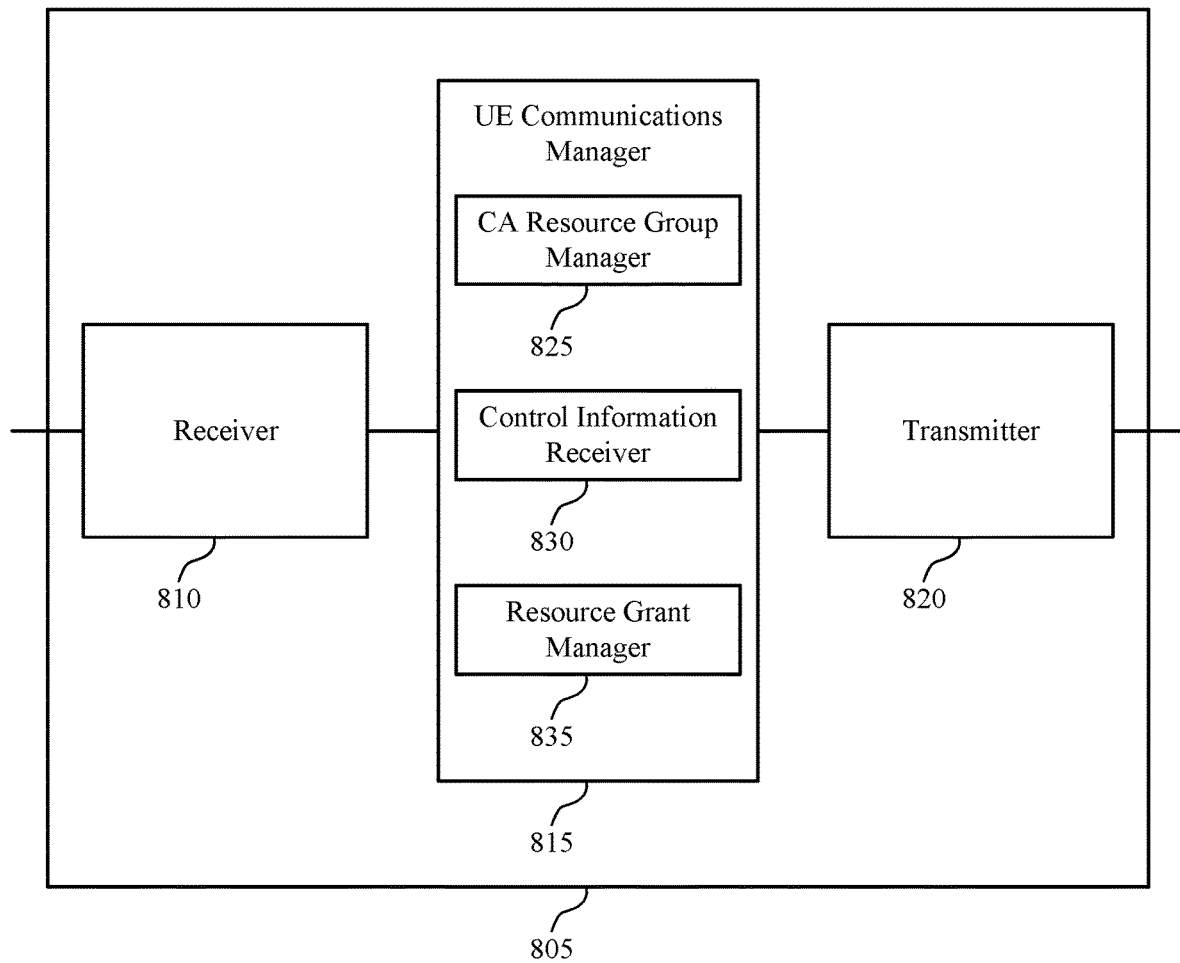 UE Communications
Manager
CA Resource Group
Manager
825
Receiver
810
Control Information
Receiver
830
Transmitter
820
Resource Grant
Manager
835
815
805